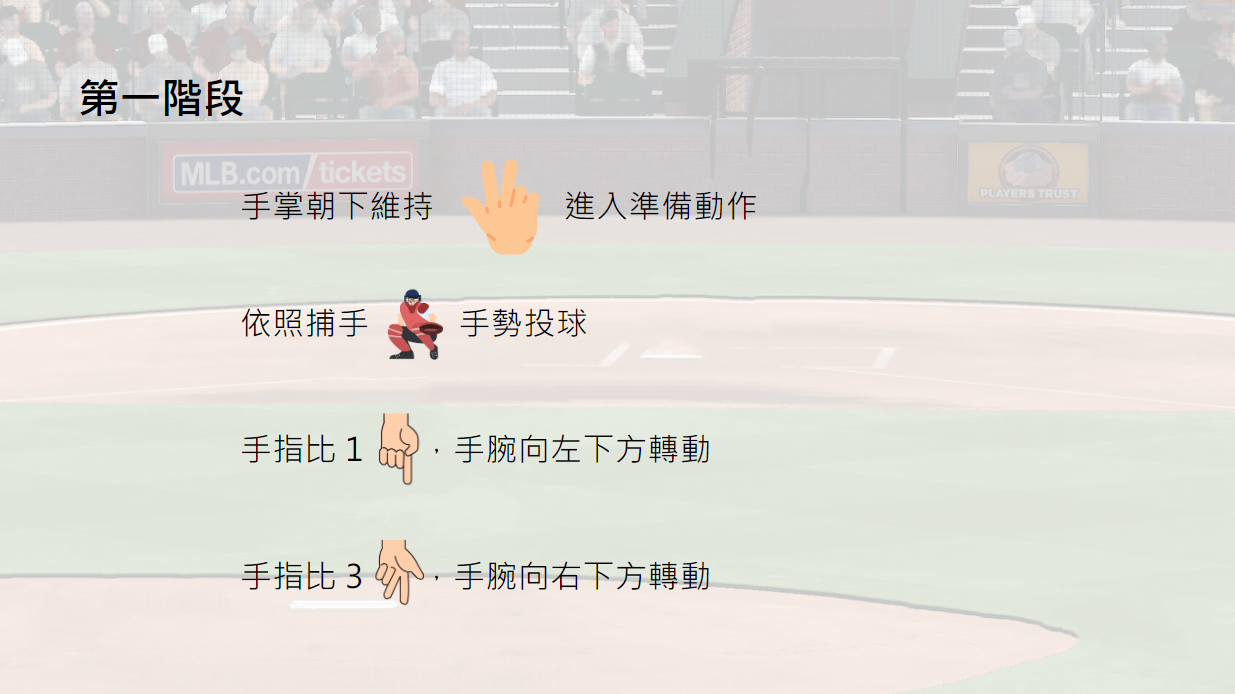 第一階段
MLB.com/tickets
PLAYERS TRUST
手掌朝下維持 進入準備動作
依照捕手 手勢投球
手指比 1 ，手腕向左下方轉動
手指比 3 ，手腕向右下方轉動